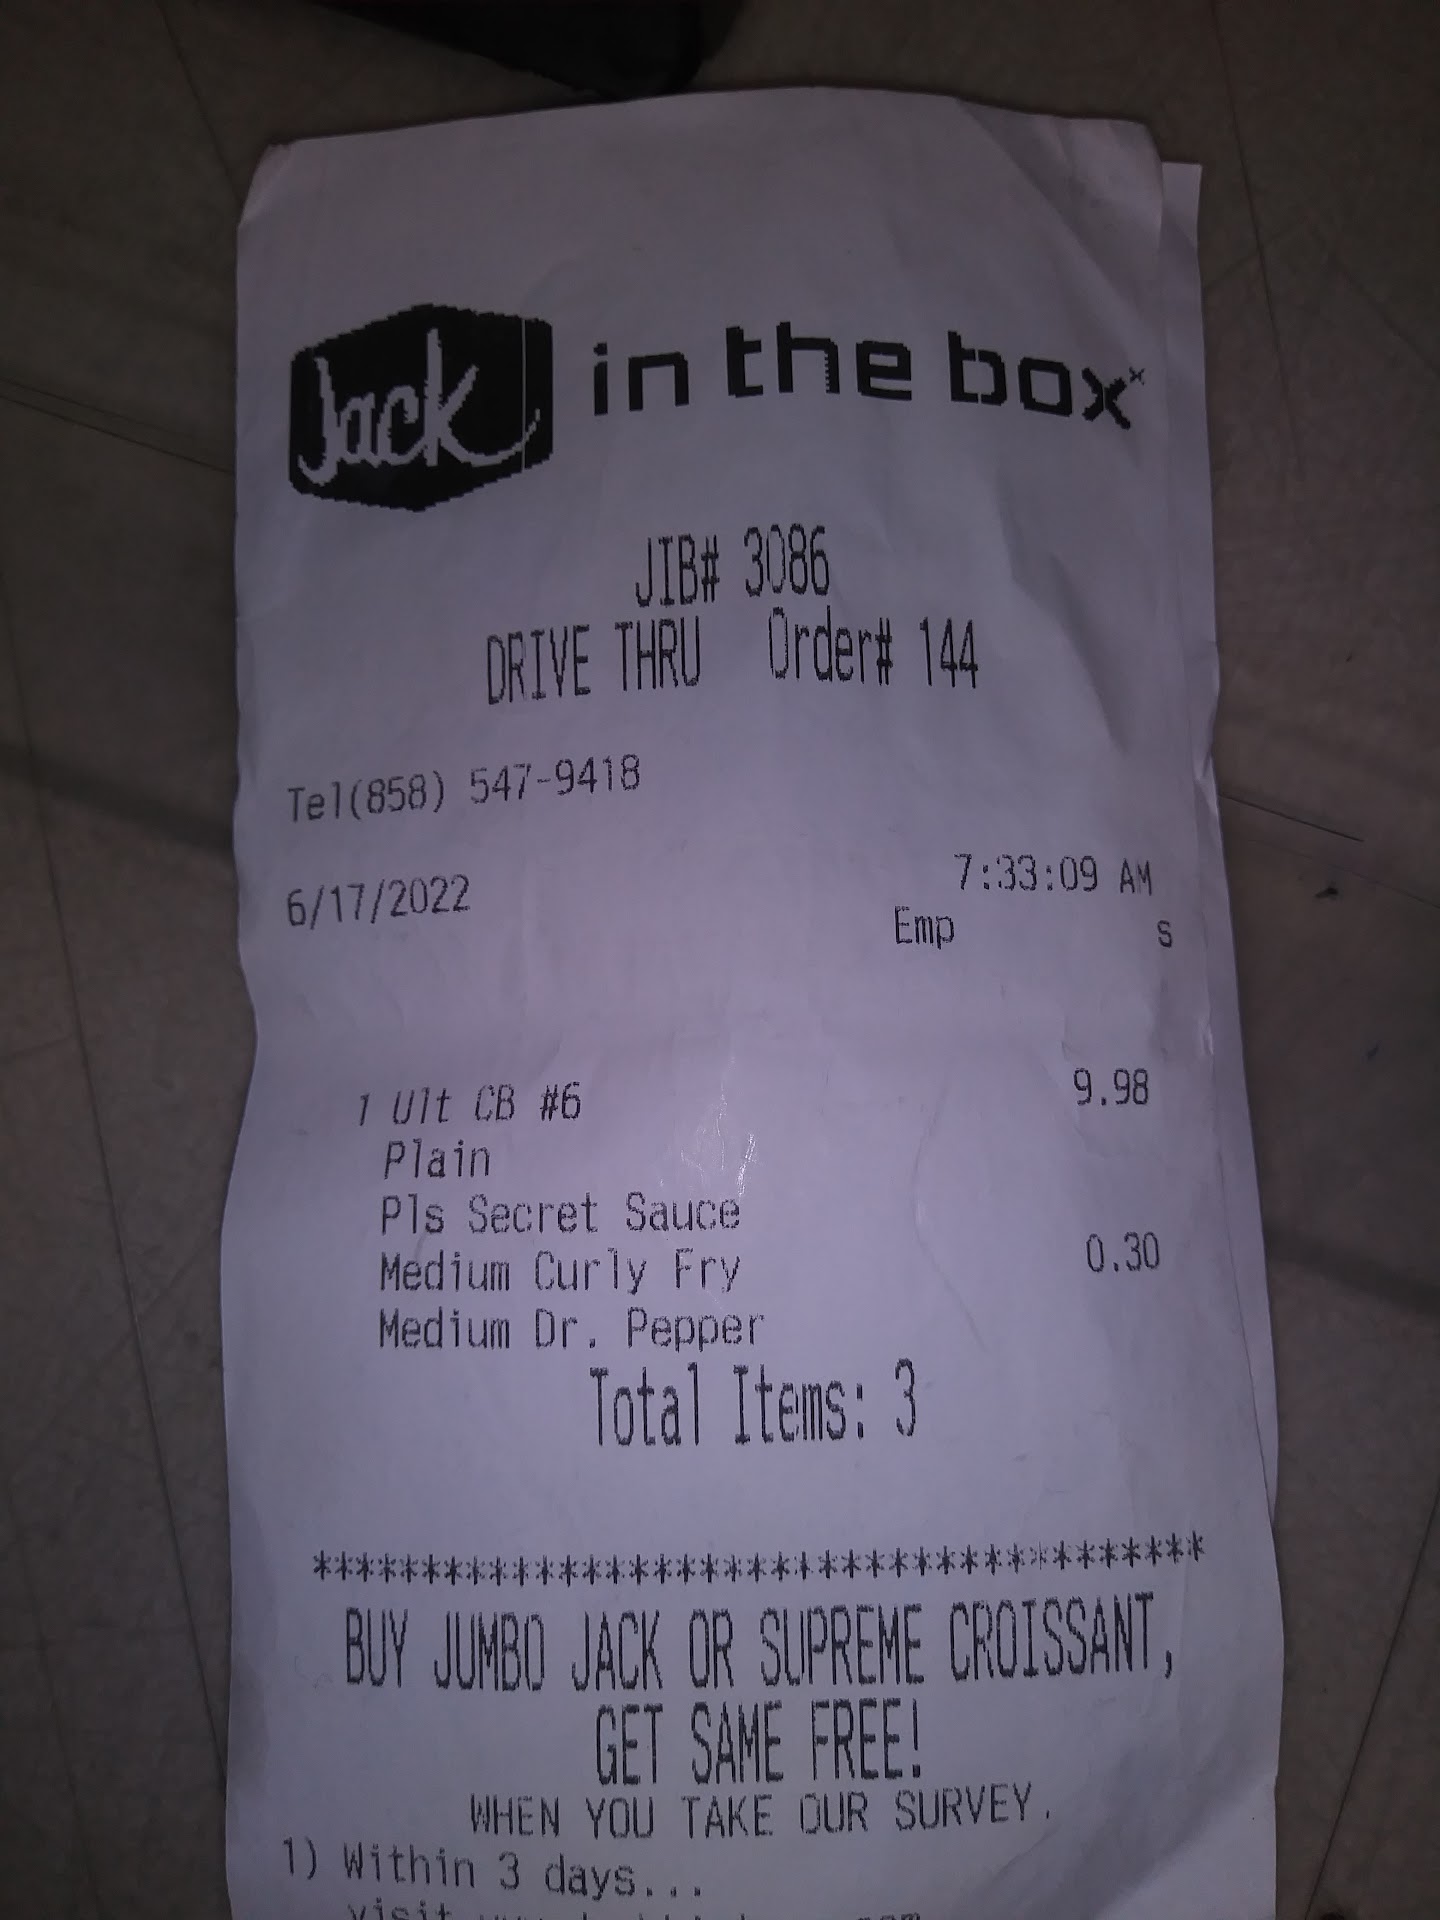 Jack in the box
JIB# 3086
DRIVE THRU Order# 144
Tel(858) 547-9418
6/17/2022 7:33:09 AM
Emp s
1 Ult CB #6 9.98
Plain
Pls Secret Sauce
Medium Curly Fry 0.30
Medium Dr. Pepper
Total Items: 3
*****************************************
BUY JUMBO JACK OR SUPREME CROISSANT,
GET SAME FREE!
WHEN YOU TAKE OUR SURVEY.
1) Within 3 days...
visit